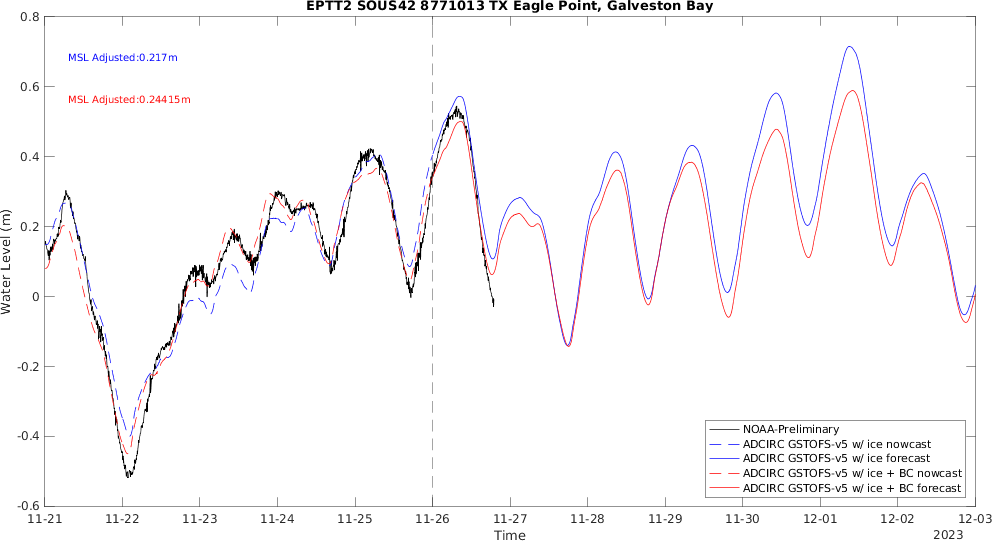 EPTT2 SOUS42 8771013 TX Eagle Point, Galveston Bay
MSL Adjusted:0.217m
MSL Adjusted:0.24415m
Water Level (m)
0.8
0.6
0.4
0.2
0
-0.2
-0.4
-0.6
NOAA-Preliminary
ADCIRC GSTOFS-v5 w/ ice nowcast
ADCIRC GSTOFS-v5 w/ ice forecast
ADCIRC GSTOFS-v5 w/ ice + BC nowcast
ADCIRC GSTOFS-v5 w/ ice + BC forecast
11-21 11-22 11-23 11-24 11-25 11-26 11-27 11-28 11-29 11-30 12-01 12-02 12-03
Time
2023